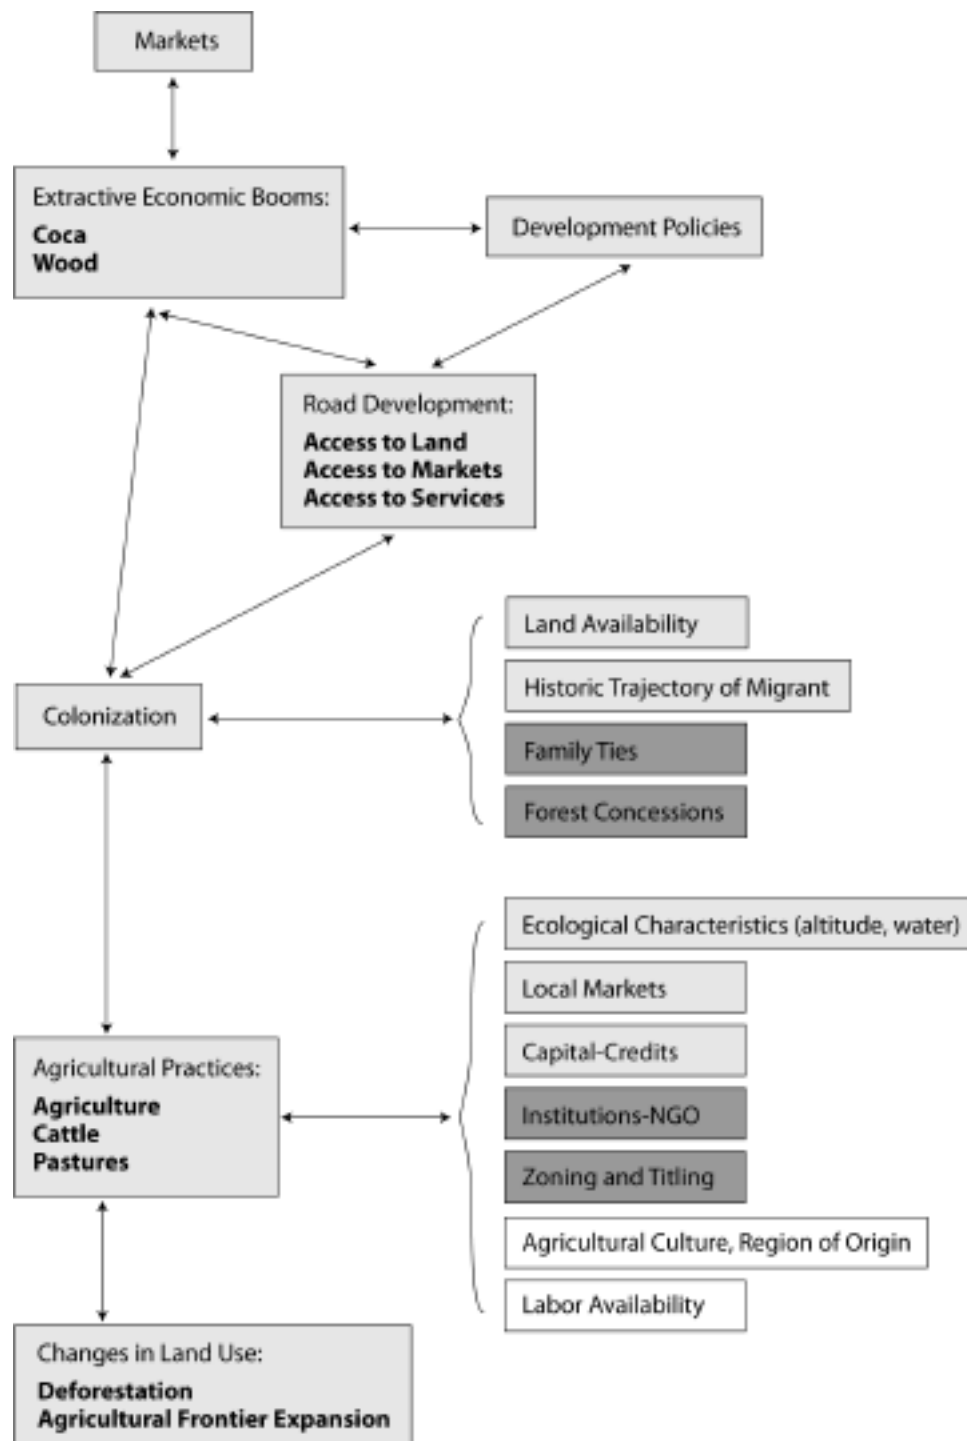 Markets
Extractive Economic Booms:
Coca
Wood
Development Policies
Road Development:
Access to Land
Access to Markets
Access to Services
Land Availability
Historic Trajectory of Migrant
Colonization
Family Ties
Forest Concessions
Ecological Characteristics (altitude, water)
Local Markets
Capital-Credits
Agricultural Practices:
Agriculture
Cattle
Pastures
Institutions-NGO
Zoning and Titling
Agricultural Culture, Region of Origin
Labor Availability
Changes in Land Use:
Deforestation
Agricultural Frontier Expansion